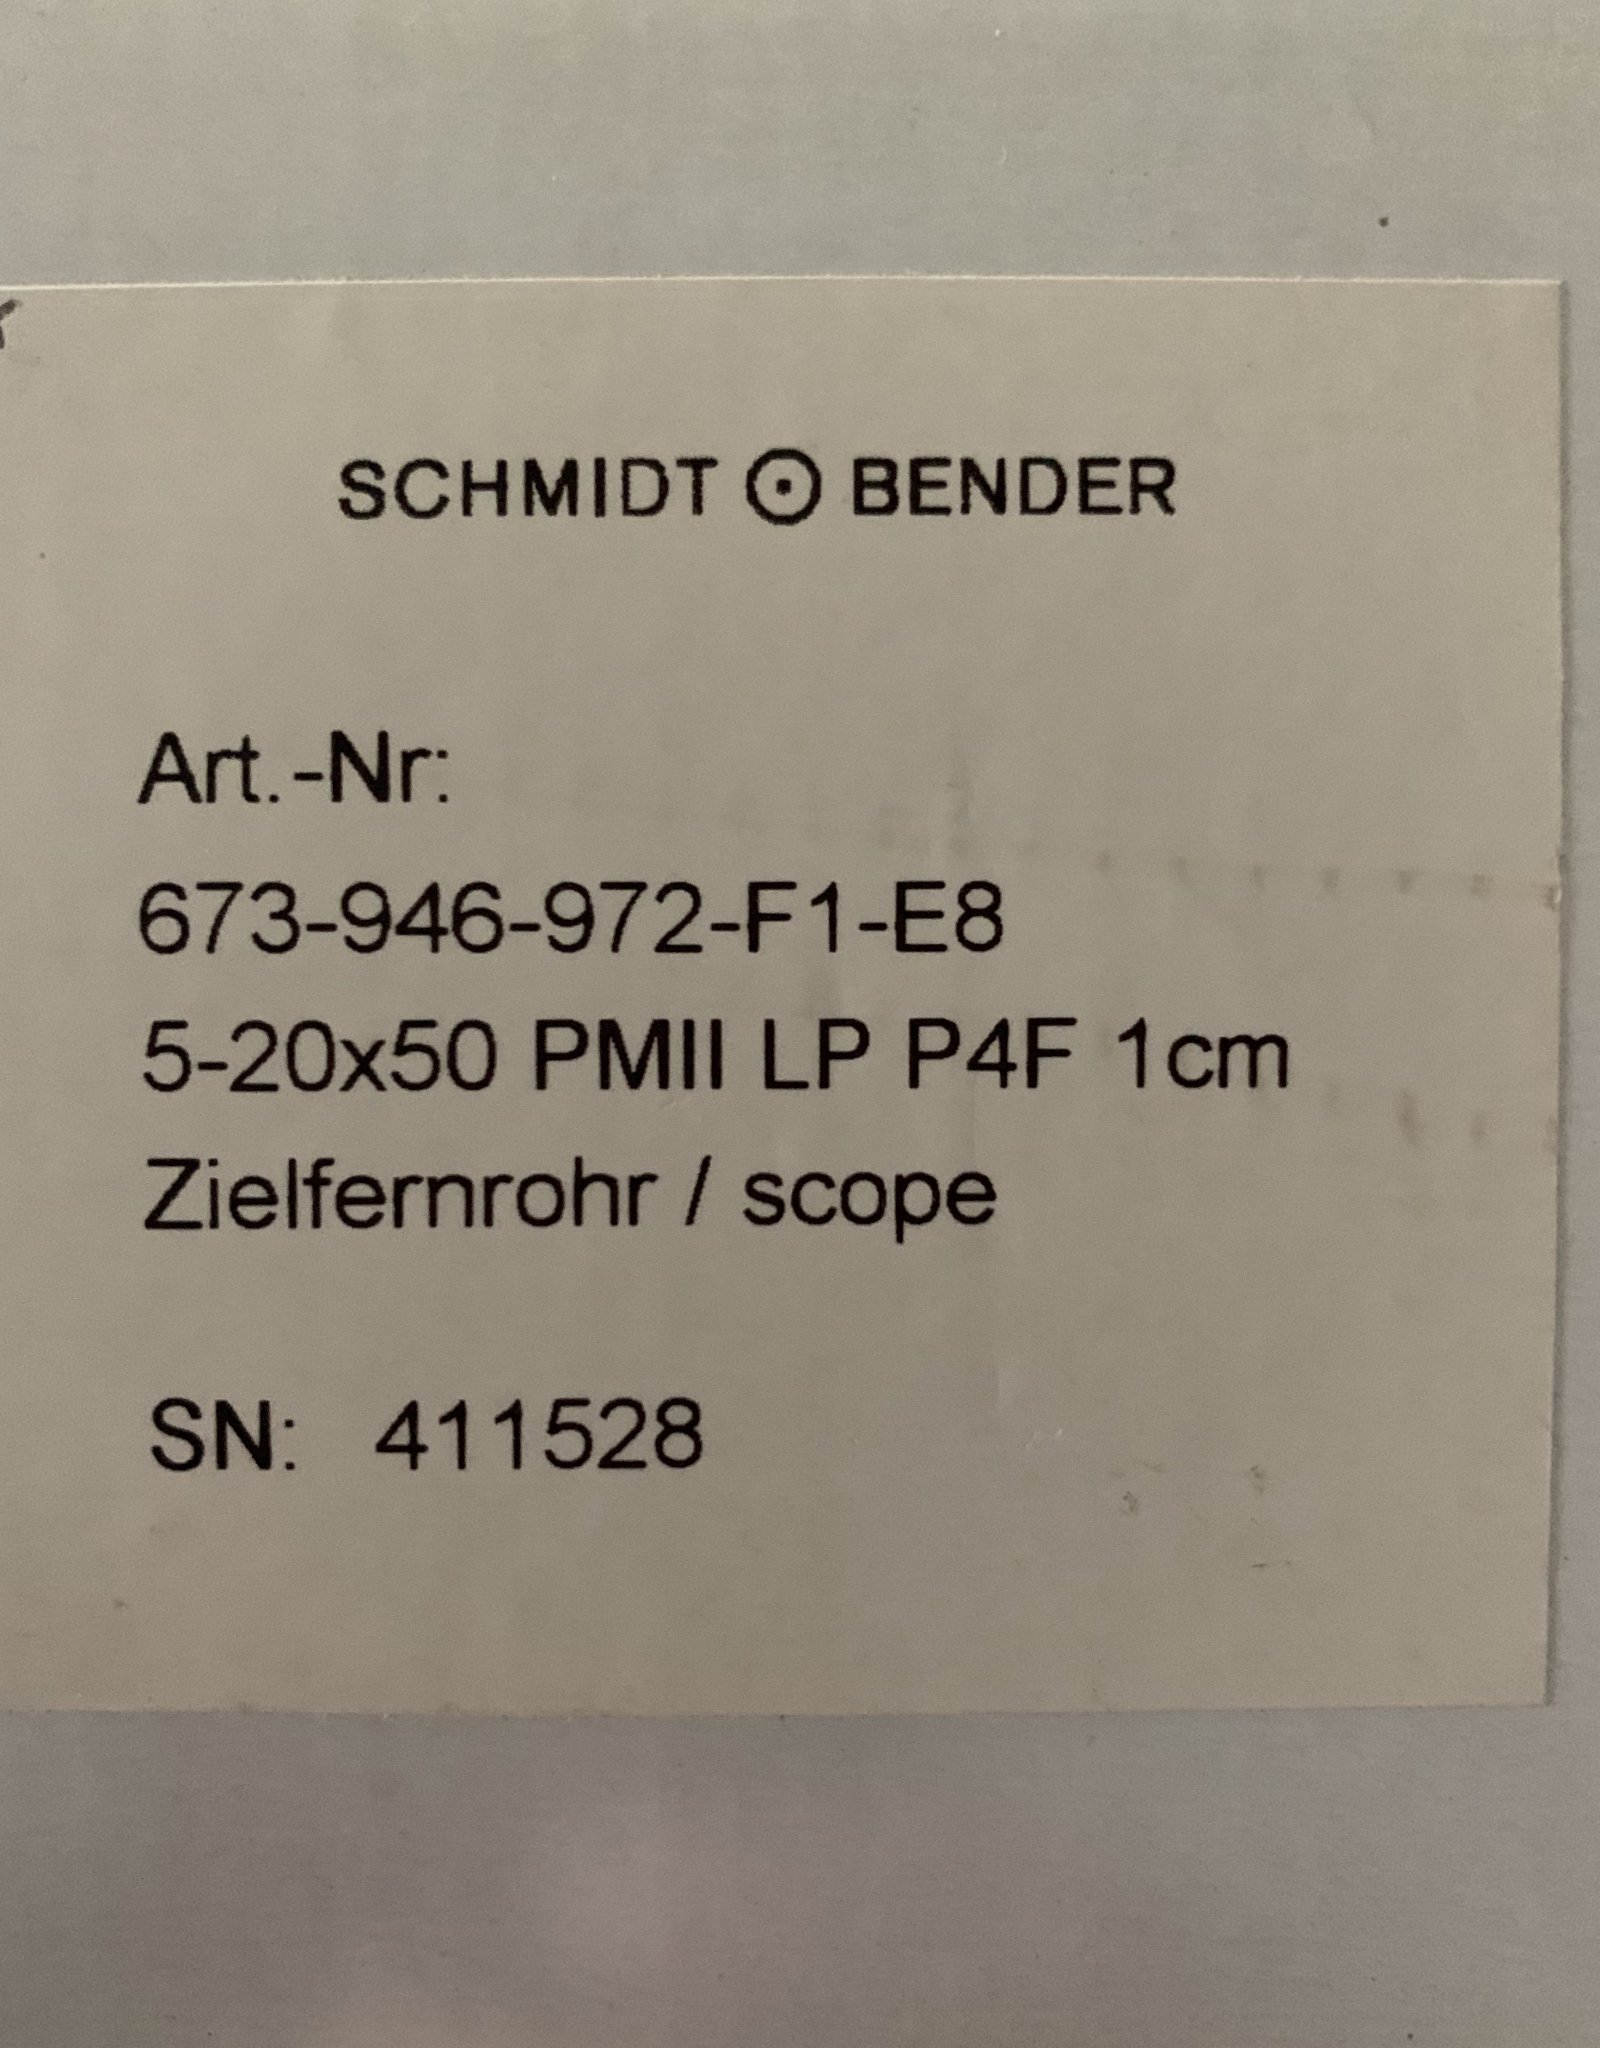 SCHMIDT BENDER
Art.-Nr:
673-946-972-F1-E8
5-20x50 PMII LP P4F 1cm
Zielfernrohr / scope
SN: 411528